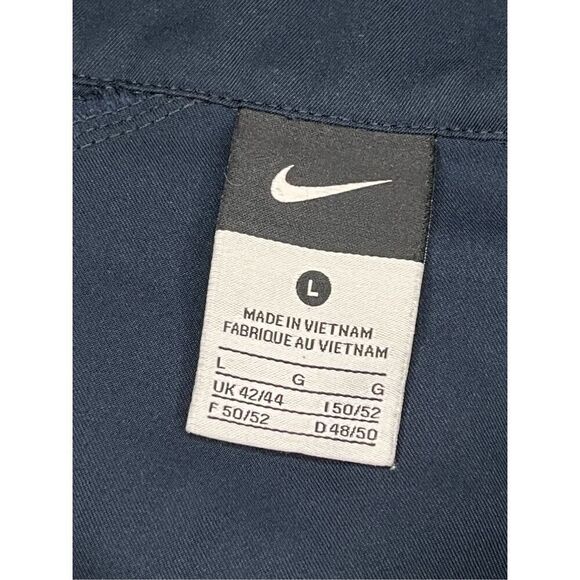 L
MADE IN VIETNAM
FABRIQUE AU VIETNAM
L G G
UK 42/44 I 50/52
F 50/52 D 48/50